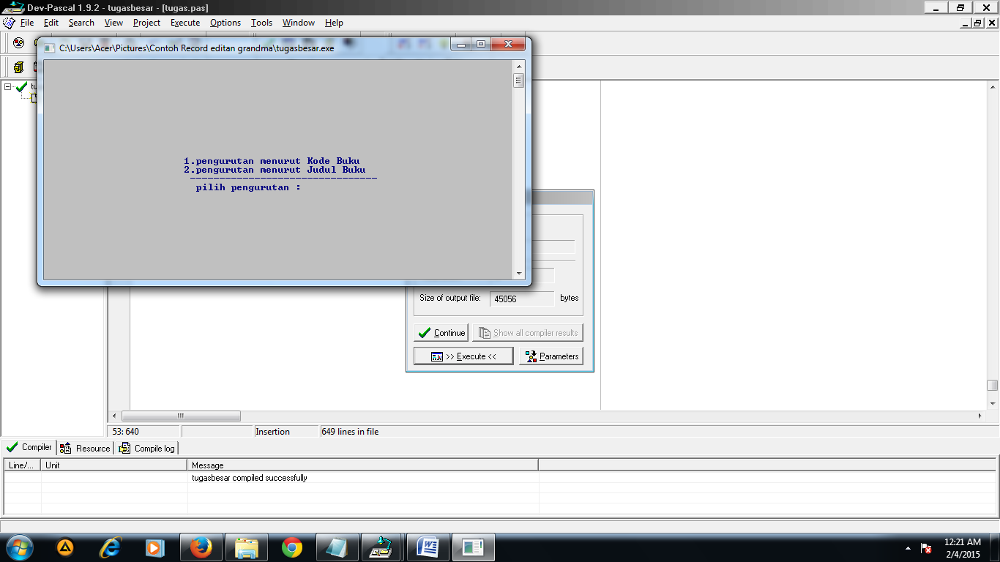 Dev-Pascal 1.9.2 - tugasbesar - [tugas.pas]
File Edit Search View Project Execute Options Tools Window Help
C:\Users\Acer\Pictures\Contoh Record editan grandma\tugasbesar.exe
1.pengurutan menurut Kode Buku
2.pengurutan menurut Judul Buku
--------------------------------
pilih pengurutan :
Size of output file: 45056 bytes
Continue Show all compiler results
>> Execute << Parameters
53: 640 Insertion 649 lines in file
Compiler Resource Compile log
Line/... Unit Message
tugasbesar compiled successfully
12:21 AM
2/4/2015